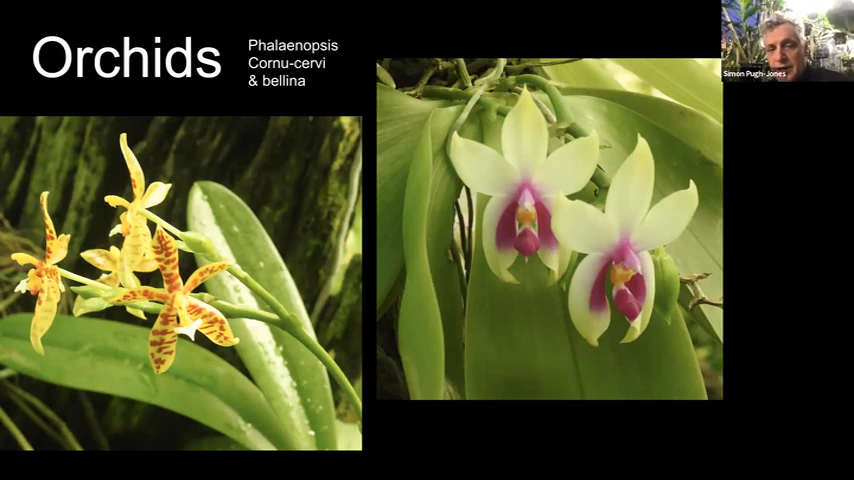 Orchids
Phalaenopsis
Cornu-cervi
& bellina
Simon Pugh-Jones